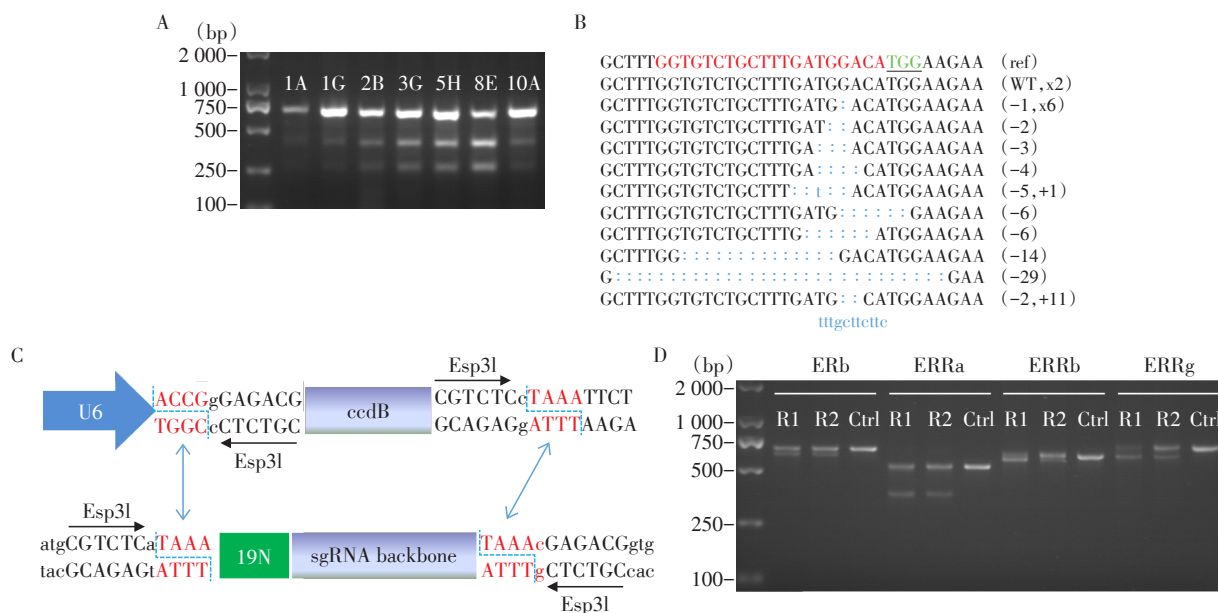 A
(bp)
2 000
1 000
750
500
250
100
1A 1G 2B 3G 5H 8E 10A
B
GCTTTGGTGTCTGCTTTGATGGACATGGAAGAA (ref)
GCTTTGGTGTCTGCTTTGATGGACATGGAAGAA (WT,x2)
GCTTTGGTGTCTGCTTTGATG:ACATGGAAGAA (-1,x6)
GCTTTGGTGTCTGCTTTGAT::ACATGGAAGAA (-2)
GCTTTGGTGTCTGCTTTGA:::ACATGGAAGAA (-3)
GCTTTGGTGTCTGCTTTGA::::CATGGAAGAA (-4)
GCTTTGGTGTCTGCTTT::t::ACATGGAAGAA (-5,+1)
GCTTTGGTGTCTGCTTTGATG::::::GAAGAA (-6)
GCTTTGGTGTCTGCTTTG::::::ATGGAAGAA (-6)
GCTTTGG::::::::::::::GACATGGAAGAA (-14)
G:::::::::::::::::::::::::::::GAA (-29)
GCTTTGGTGTCTGCTTTGATG::CATGGAAGAA (-2,+11)
tttgcttcttc
C
U6
ACCGgGAGACG
TGGCcCTCTGC
Esp3l
ccdB
Esp3l
CGTCTCcTAAATTCT
GCAGAGgATTTAAGA
Esp3l
atgCGTCTCaTAAA
tacGCAGAGtATTT
19N
sgRNA backbone
TAAAcGAGACGgtg
ATTTgCTCTGCcac
Esp3l
D
(bp)
2 000
1 000
750
500
250
100
ERb ERRa ERRb ERRg
R1 R2 Ctrl R1 R2 Ctrl R1 R2 Ctrl R1 R2 Ctrl